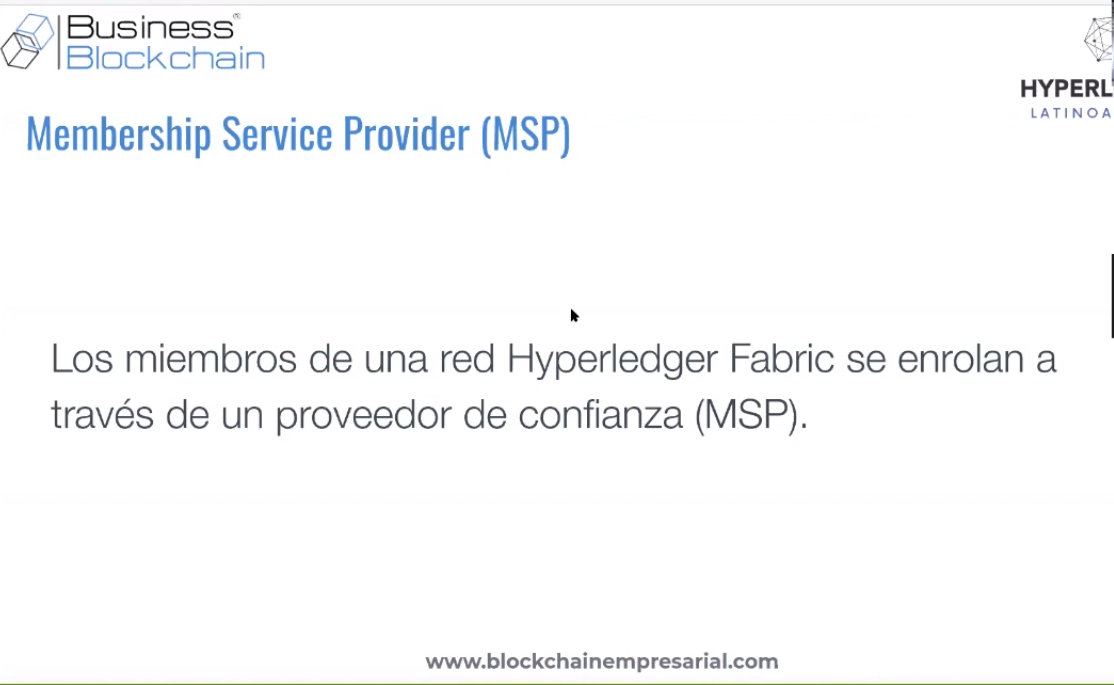 Business
Blockchain
HYPERL
LATINOA
Membership Service Provider (MSP)
Los miembros de una red Hyperledger Fabric se enrolan a
través de un proveedor de confianza (MSP).
www.blockchainempresarial.com